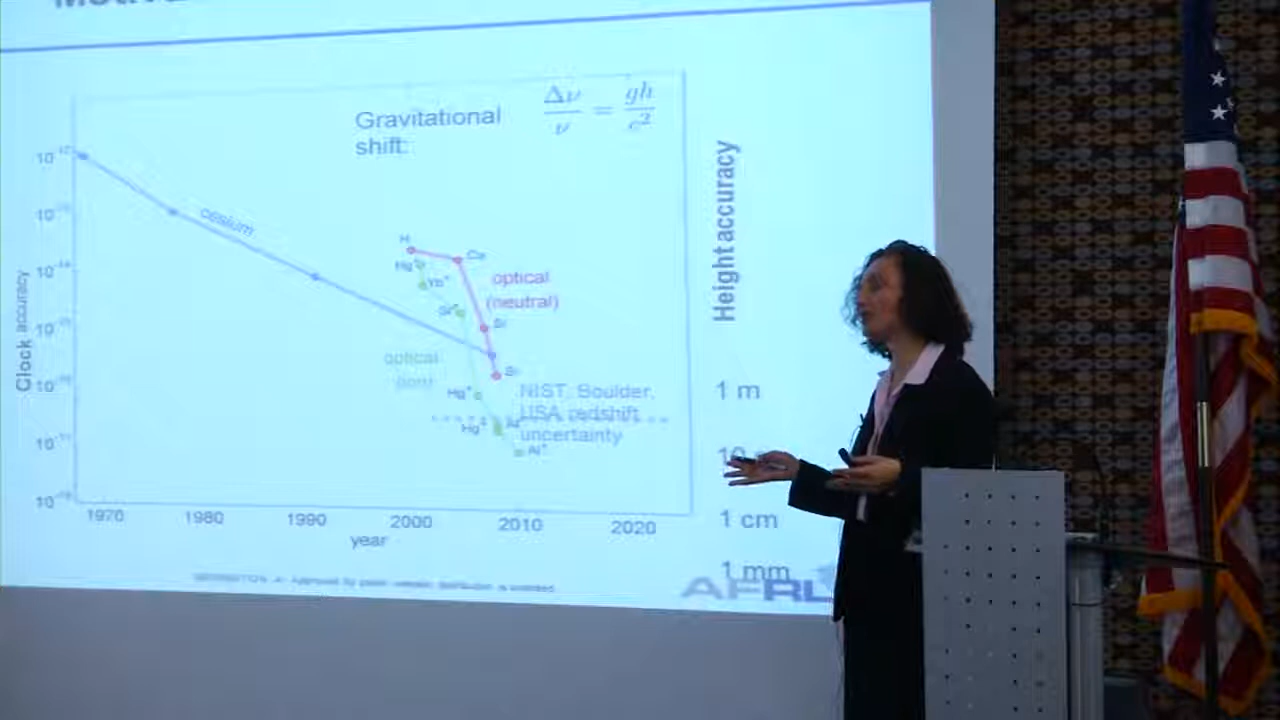 Gravitational
shift:
Δν/ν = gh/c²
Height accuracy
Clock accuracy
10⁻¹²
10⁻¹³
10⁻¹⁴
10⁻¹⁵
10⁻¹⁶
10⁻¹⁷
10⁻¹⁸
cesium
H
Ca
Hg⁺
Yb⁺
optical
(neutral)
Sr⁺
Sr
optical
(ion)
Sr
Hg⁺
NIST, Boulder,
USA redshift
uncertainty
Hg⁺
Al⁺
1 m
1 cm
1 mm
1970
1980
1990
2000
2010
2020
year
AFRL